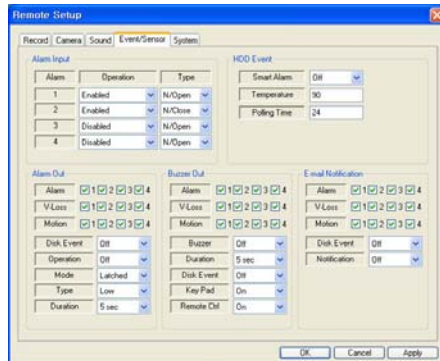 Remote Setup
Record Camera Sound Event/Sensor System
Alarm Input
Alarm Operation Type
1 Enabled N/Open
2 Enabled N/Close
3 Disabled N/Open
4 Disabled N/Open
HDD Event
Smart Alarm Off
Temperature 90
Polling Time 24
Alarm Out
Alarm 1 2 3 4
V-Loss 1 2 3 4
Motion 1 2 3 4
Disk Event Off
Operation Off
Mode Latched
Type Low
Duration 5 sec
Buzzer Out
Alarm 1 2 3 4
V-Loss 1 2 3 4
Motion 1 2 3 4
Buzzer Off
Duration 5 sec
Disk Event Off
Key Pad On
Remote Ctrl On
E-mail Notification
Alarm 1 2 3 4
V-Loss 1 2 3 4
Motion 1 2 3 4
Disk Event Off
Notification Off
OK Cancel Apply